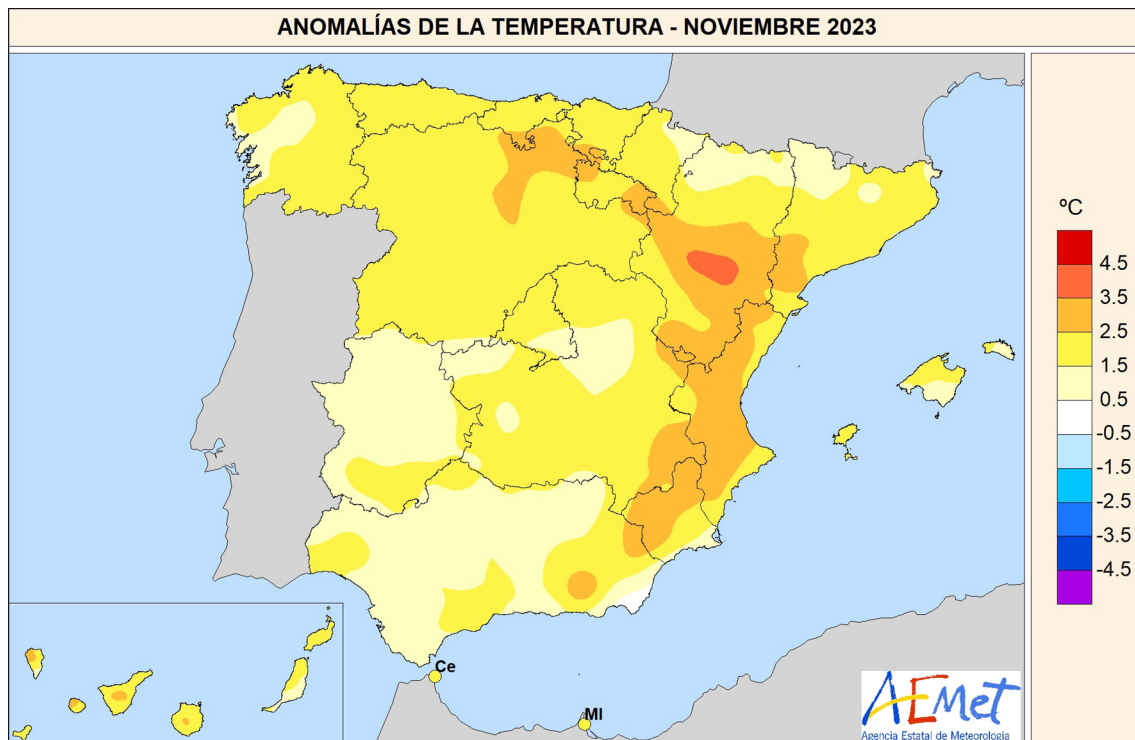 ANOMALÍAS DE LA TEMPERATURA - NOVIEMBRE 2023
ºC
4.5
3.5
2.5
1.5
0.5
-0.5
-1.5
-2.5
-3.5
-4.5
Ce
Ml
AEMet
Agencia Estatal de Meteorología